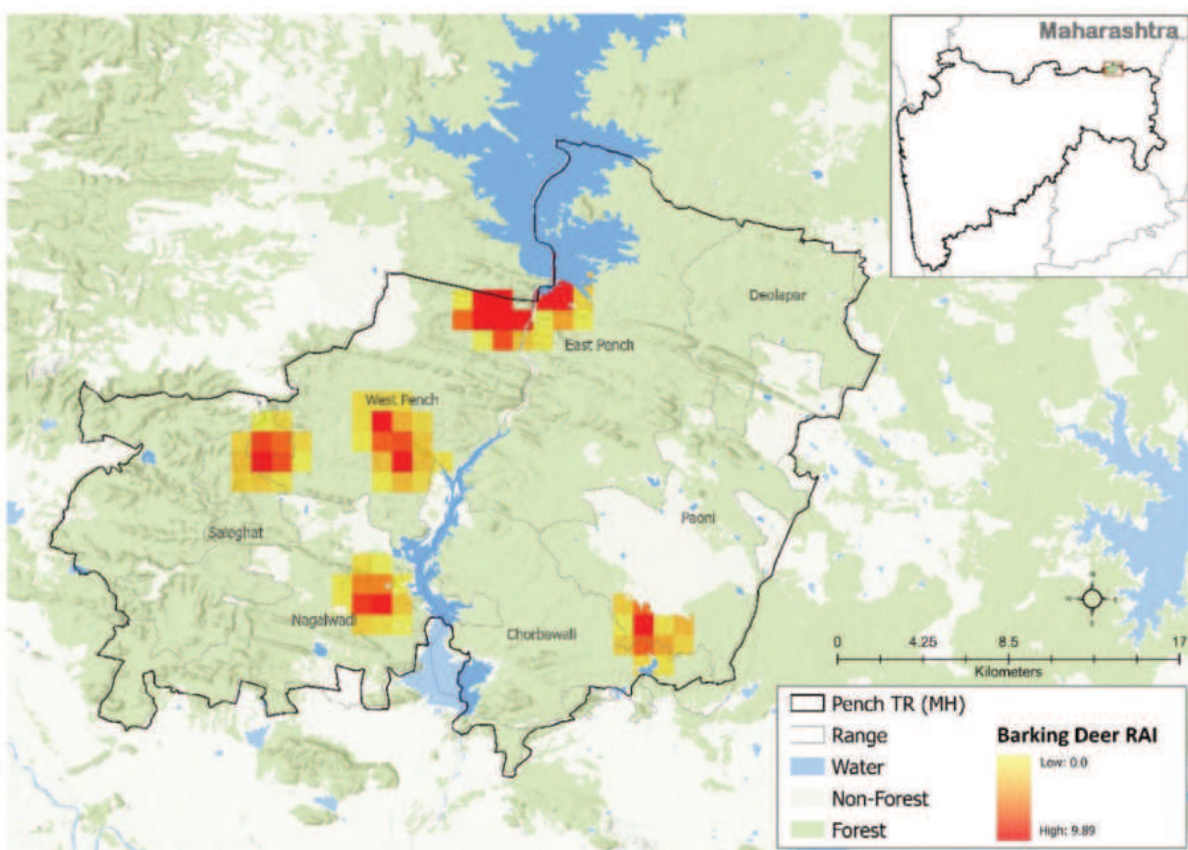 Maharashtra
Deolapar
East Pench
West Pench
Saleghat
Paoni
Nagalwadi
Chorbawali
N
W
E
S
0 4.25 8.5 17
Kilometers
Pench TR (MH)
Range
Water
Non-Forest
Forest
Barking Deer RAI
Low: 0.0
High: 9.89